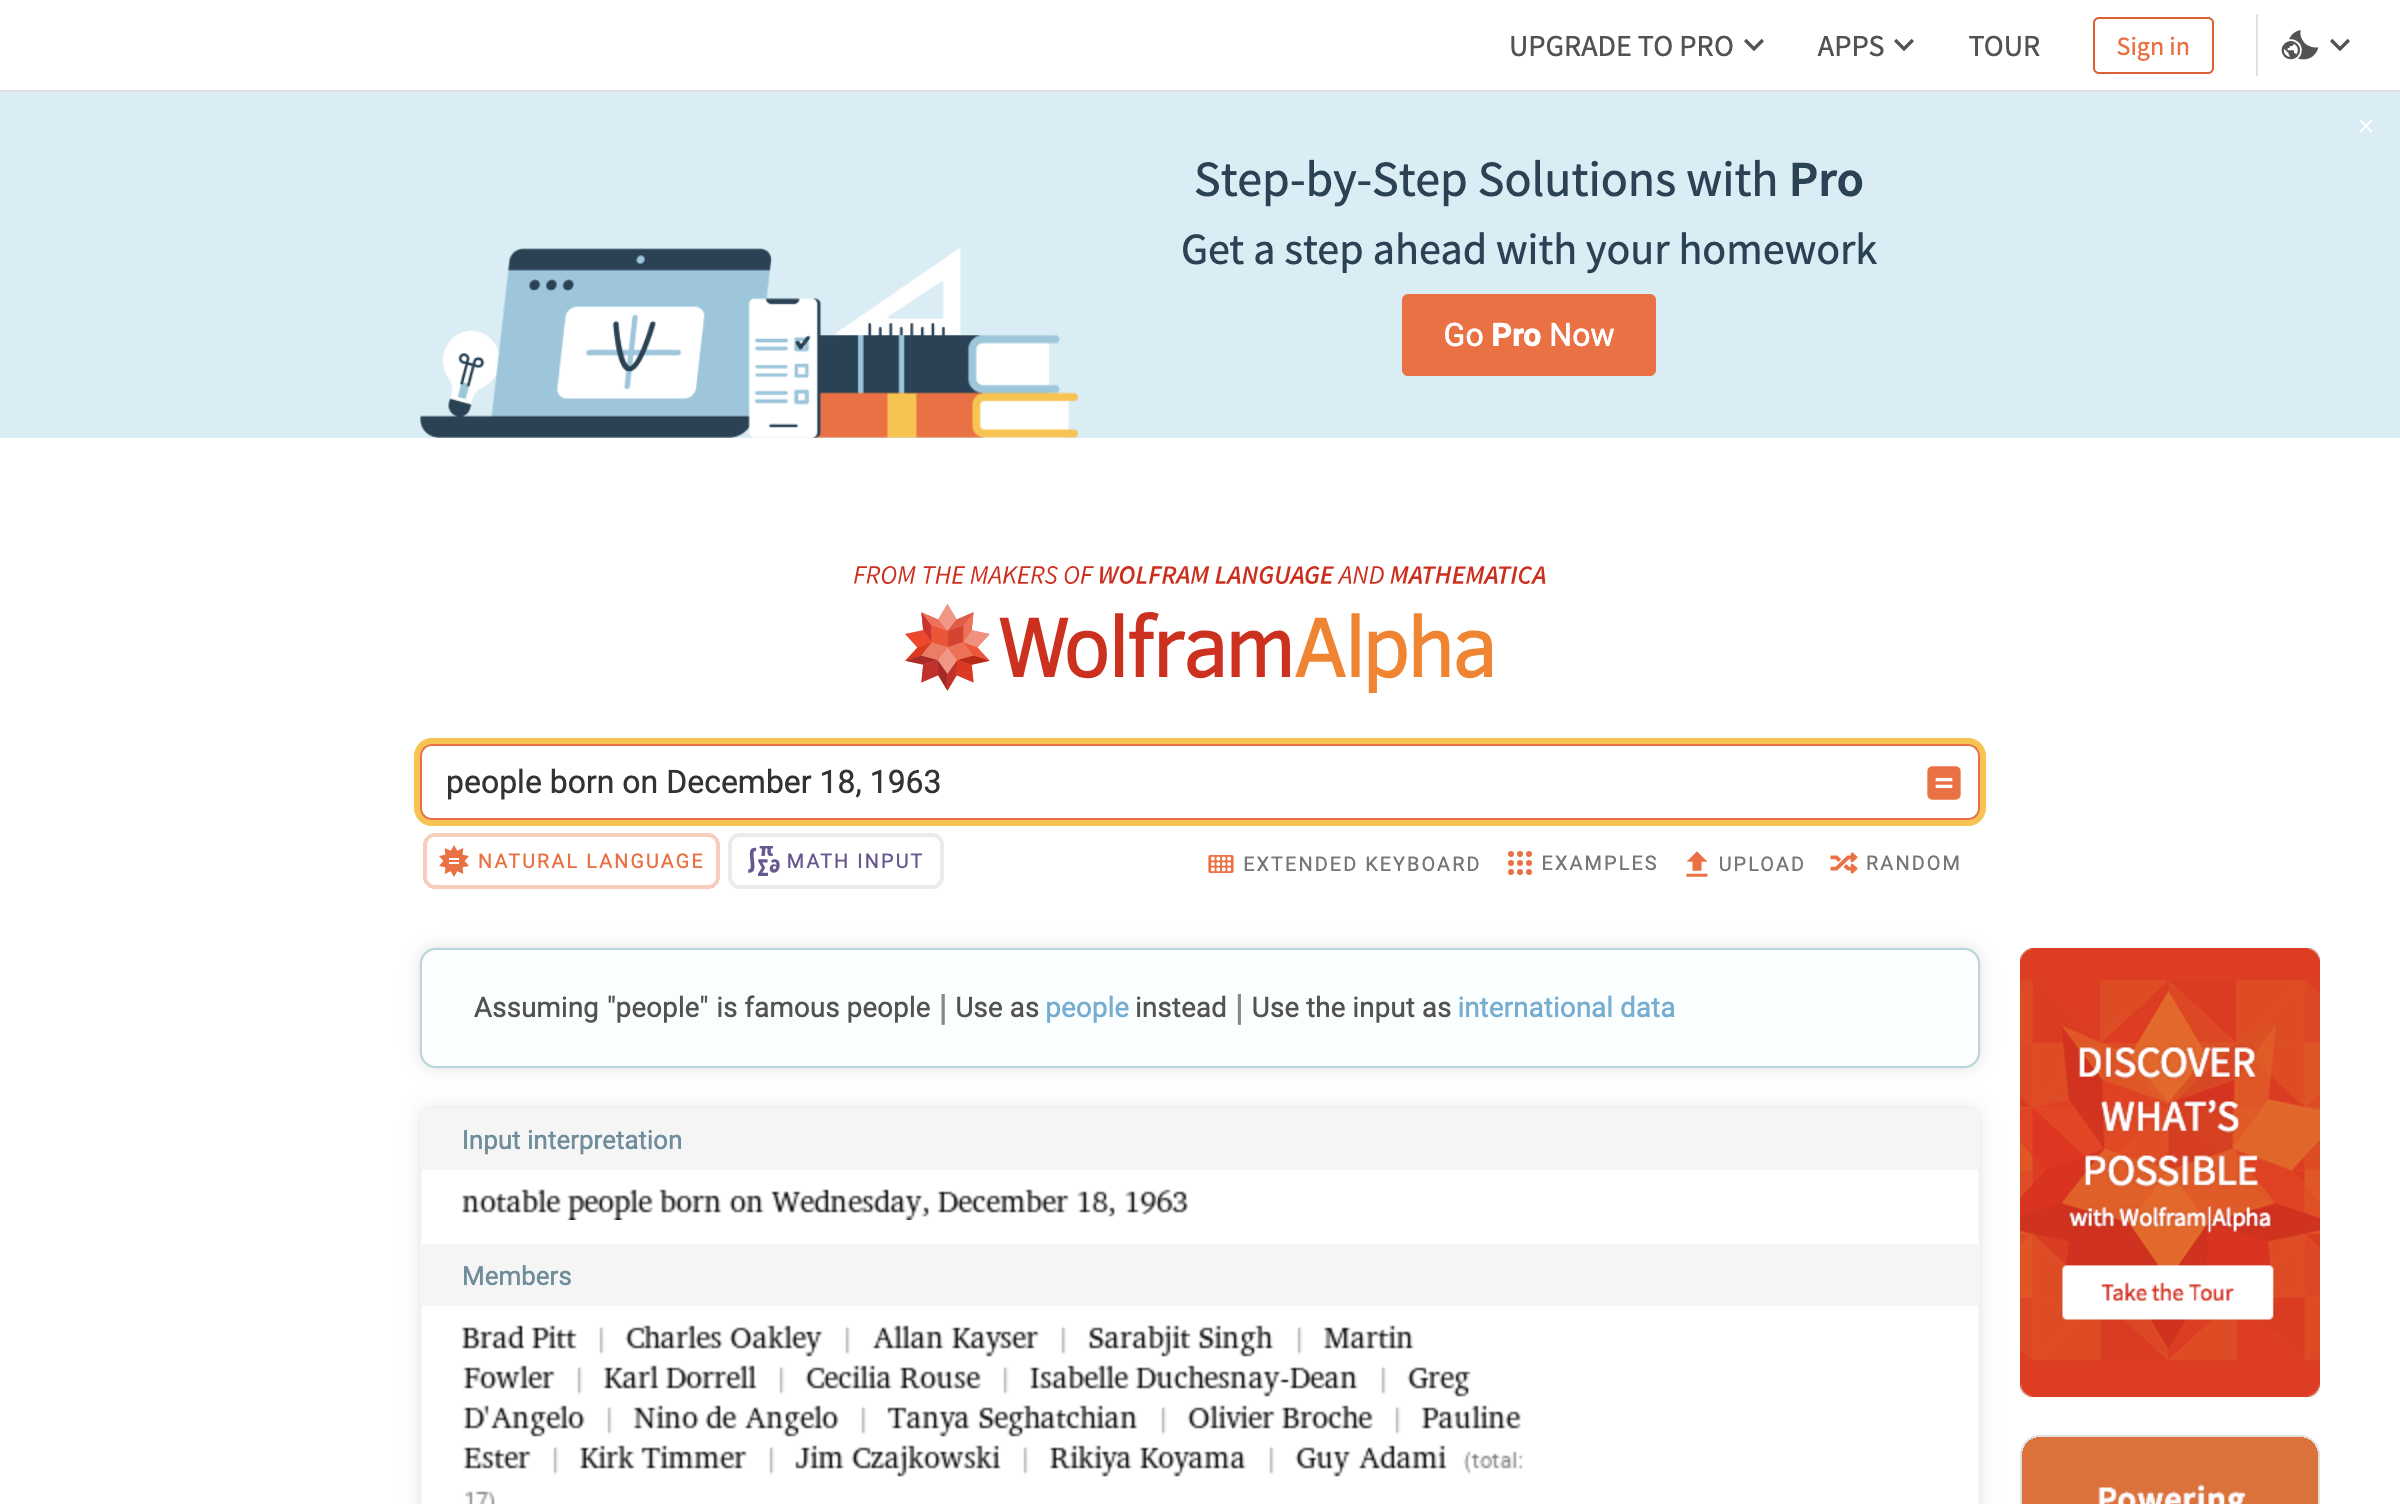 UPGRADE TO PRO
APPS
TOUR
Sign in
Step-by-Step Solutions with Pro
Get a step ahead with your homework
Go Pro Now
FROM THE MAKERS OF WOLFRAM LANGUAGE AND MATHEMATICA
WolframAlpha
people born on December 18, 1963
NATURAL LANGUAGE
MATH INPUT
EXTENDED KEYBOARD
EXAMPLES
UPLOAD
RANDOM
Assuming "people" is famous people | Use as people instead | Use the input as international data
Input interpretation
notable people born on Wednesday, December 18, 1963
Members
Brad Pitt | Charles Oakley | Allan Kayser | Sarabjit Singh | Martin
Fowler | Karl Dorrell | Cecilia Rouse | Isabelle Duchesnay-Dean | Greg
D'Angelo | Nino de Angelo | Tanya Seghatchian | Olivier Broche | Pauline
Ester | Kirk Timmer | Jim Czajkowski | Rikiya Koyama | Guy Adami (total:
17)
DISCOVER
WHAT'S
POSSIBLE
with Wolfram|Alpha
Take the Tour
Powering